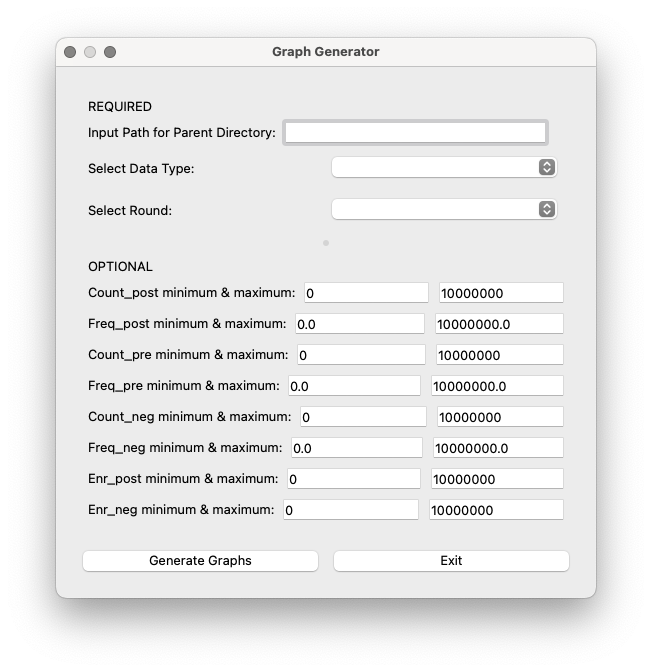 Graph Generator
REQUIRED
Input Path for Parent Directory:
Select Data Type:
Select Round:
OPTIONAL
Count_post minimum & maximum: 0 10000000
Freq_post minimum & maximum: 0.0 10000000.0
Count_pre minimum & maximum: 0 10000000
Freq_pre minimum & maximum: 0.0 10000000.0
Count_neg minimum & maximum: 0 10000000
Freq_neg minimum & maximum: 0.0 10000000.0
Enr_post minimum & maximum: 0 10000000
Enr_neg minimum & maximum: 0 10000000
Generate Graphs Exit